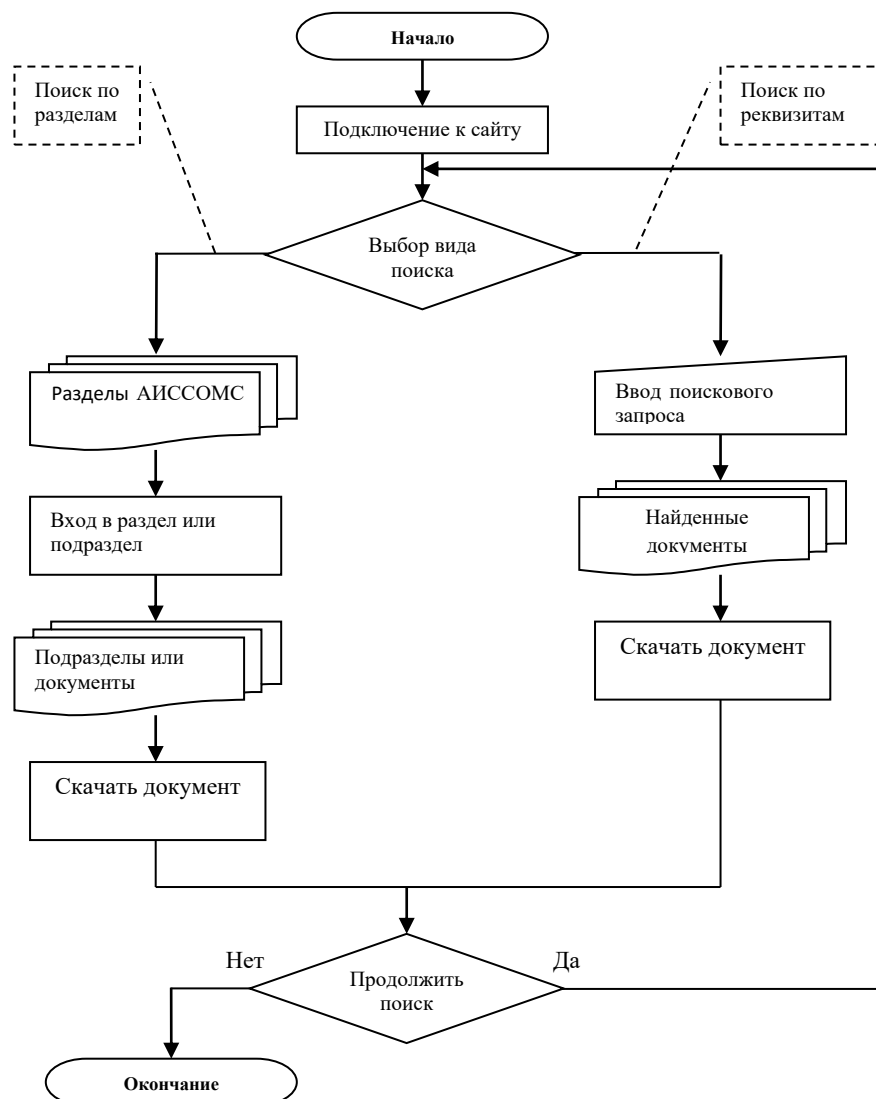 Начало
Поиск по
разделам
Поиск по
реквизитам
Подключение к сайту
Выбор вида
поиска
Разделы АИССОМС
Ввод поискового
запроса
Вход в раздел или
подраздел
Найденные
документы
Подразделы или
документы
Скачать документ
Скачать документ
Нет
Да
Продолжить
поиск
Окончание